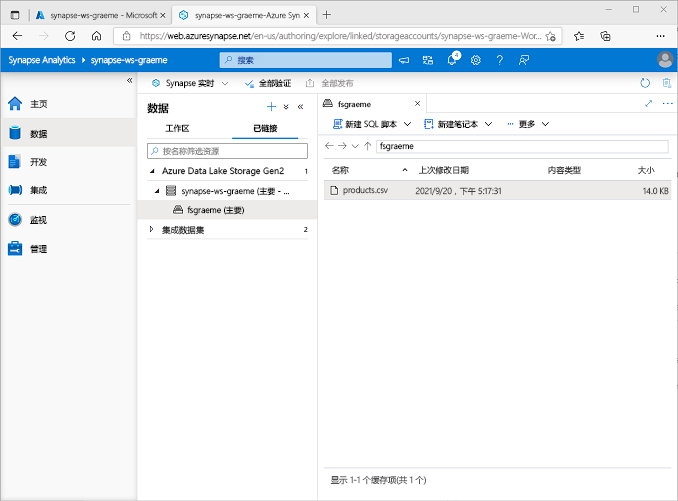 synapse-ws-graeme - Microsoft
synapse-ws-graeme-Azure Syn
https://web.azuresynapse.net/en-us/authoring/explore/linked/storageaccounts/synapse-ws-graeme-Wor...
Synapse Analytics
synapse-ws-graeme
搜索
4
Synapse 实时
全部验证
全部发布
主页
数据
开发
集成
监视
管理
数据
工作区
已链接
按名称筛选资源
Azure Data Lake Storage Gen2
1
synapse-ws-graeme (主要 - ...
fsgraeme (主要)
集成数据集
2
fsgraeme
新建 SQL 脚本
新建笔记本
更多
fsgraeme
名称
上次修改日期
内容类型
大小
products.csv
2021/9/20，下午 5:17:31
14.0 KB
显示 1-1 个缓存项(共 1 个)